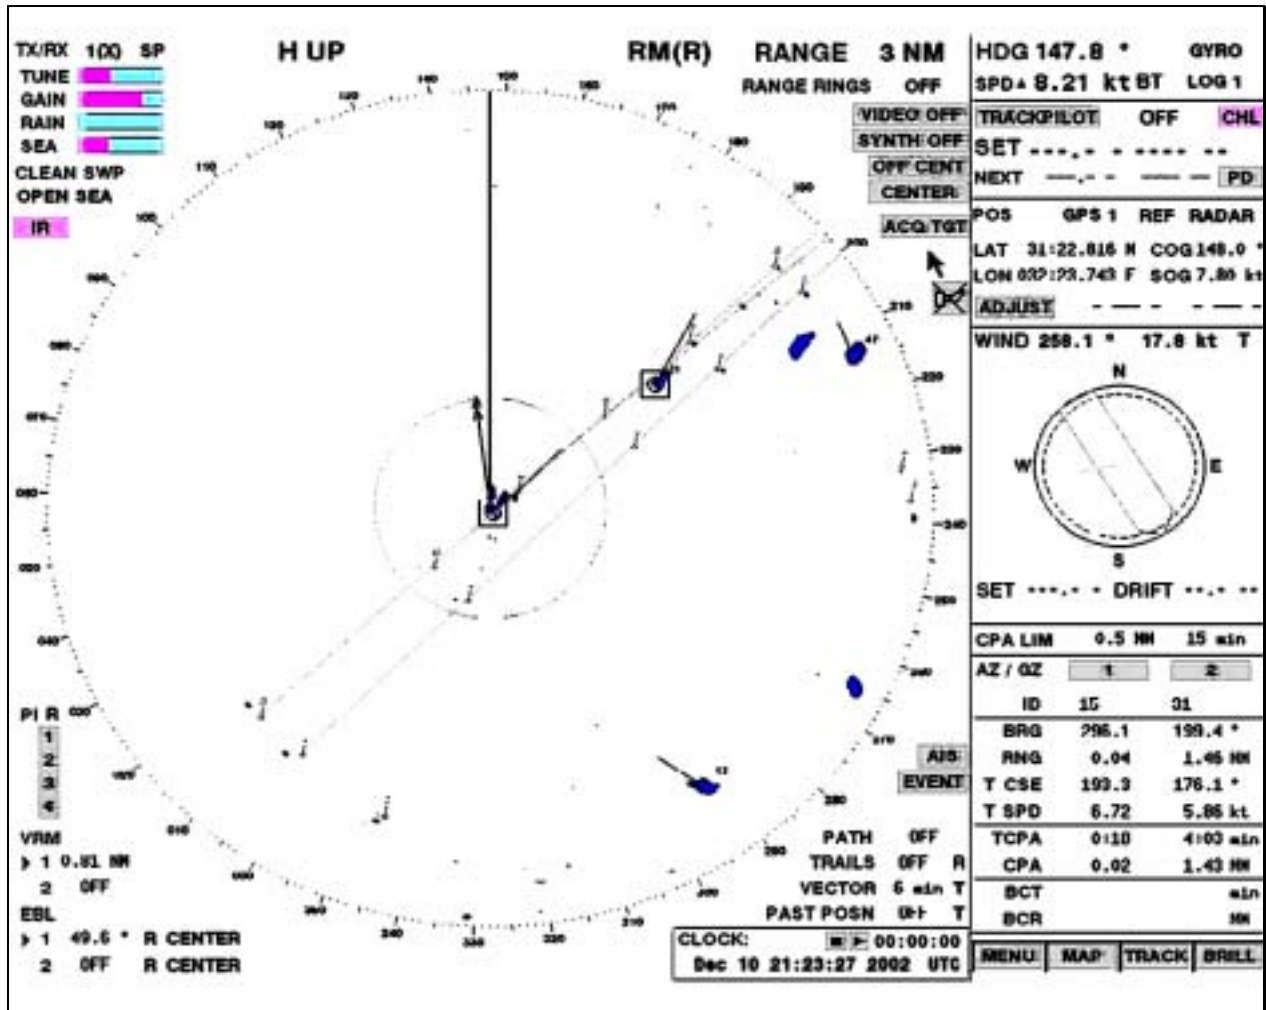 TX/RX 1(X) SP
H UP
RM(R) RANGE 3 NM
RANGE RINGS OFF
TUNE
GAIN
RAIN
SEA
CLEAN SWP
OPEN SEA
IR
VIDEO OFF
SYNTH OFF
OFF CENT
CENTER
ACQ TGT
HDG 147.8 ° GYRO
SPD 8.21 kt BT LOG 1
TRACKPILOT OFF CHL
SET ---.- - ---- --
NEXT PD
POS GPS 1 REF RADAR
LAT 31:22.816 N COG 148.0 °
LON SOG 7.80 kt
ADJUST
WIND 258.1 ° 17.8 kt T
N
W E
S
SET ---.- - DRIFT --.- --
CPA LIM 0.5 NM 15 min
AZ / GZ 1 2
ID 15 31
BRG 296.1 199.4 °
RNG 0.04 1.46 NM
T CSE 193.3 176.1 °
T SPD 6.72 5.86 kt
TCPA 0:10 4:03 min
CPA 0.02 1.43 NM
BCT min
BCR NM
MENU MAP TRACK BRILL
PI R
1
2
3
4
VRM
1 0.81 NM
2 OFF
EBL
1 49.6 ° R CENTER
2 OFF R CENTER
AIS
EVENT
PATH OFF
TRAILS OFF R
VECTOR 6 min T
PAST POSN OFF T
CLOCK: 00:00:00
Dec 10 21:23:27 2002 UTC